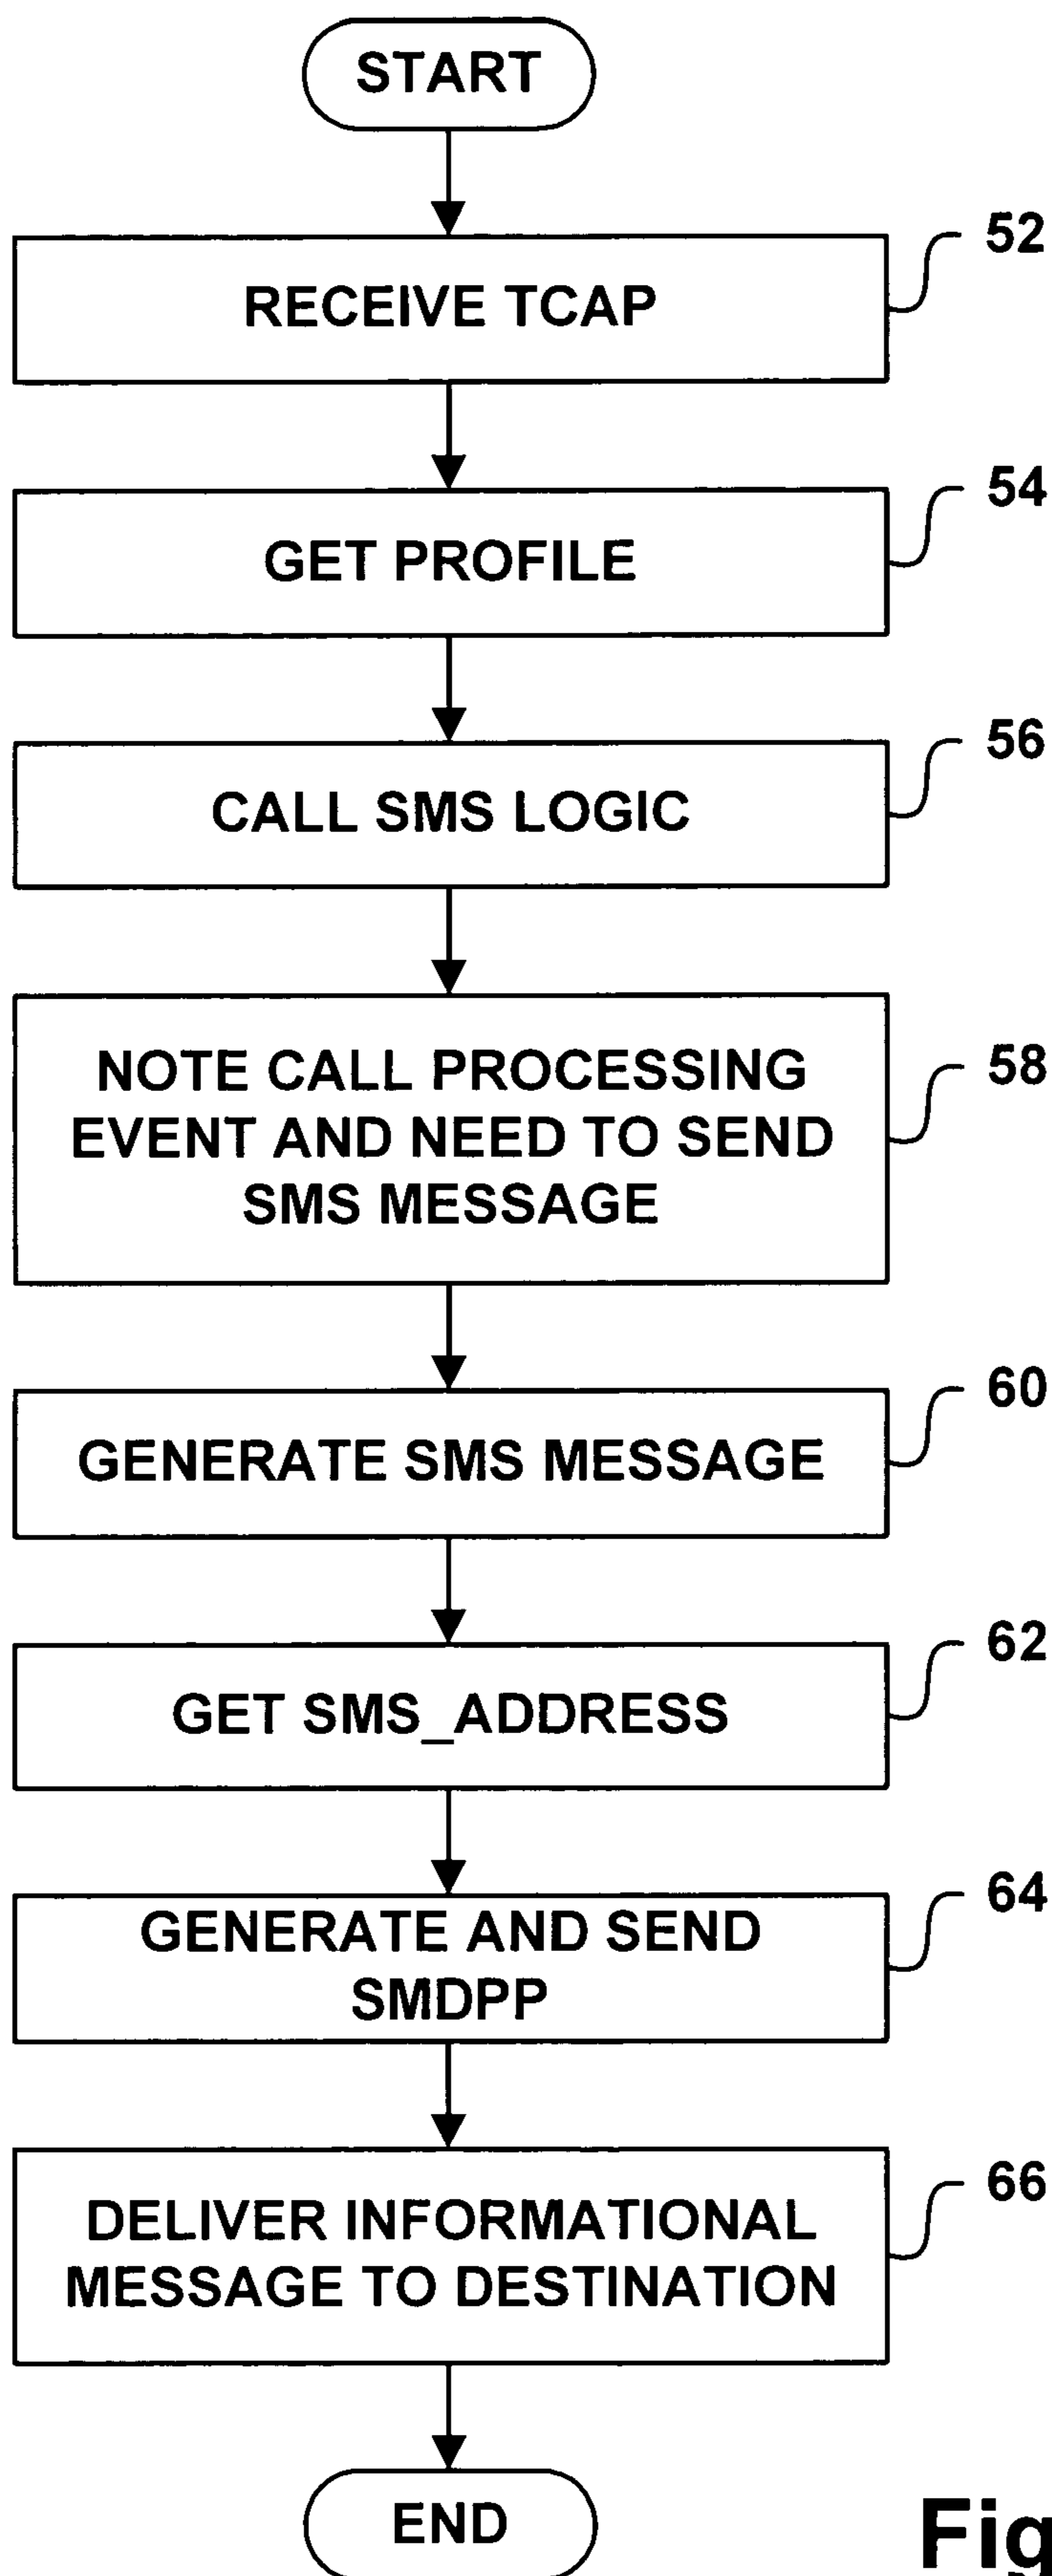 START
52
RECEIVE TCAP
54
GET PROFILE
56
CALL SMS LOGIC
58
NOTE CALL PROCESSING
EVENT AND NEED TO SEND
SMS MESSAGE
60
GENERATE SMS MESSAGE
62
GET SMS_ADDRESS
64
GENERATE AND SEND
SMDPP
66
DELIVER INFORMATIONAL
MESSAGE TO DESTINATION
END
Fig